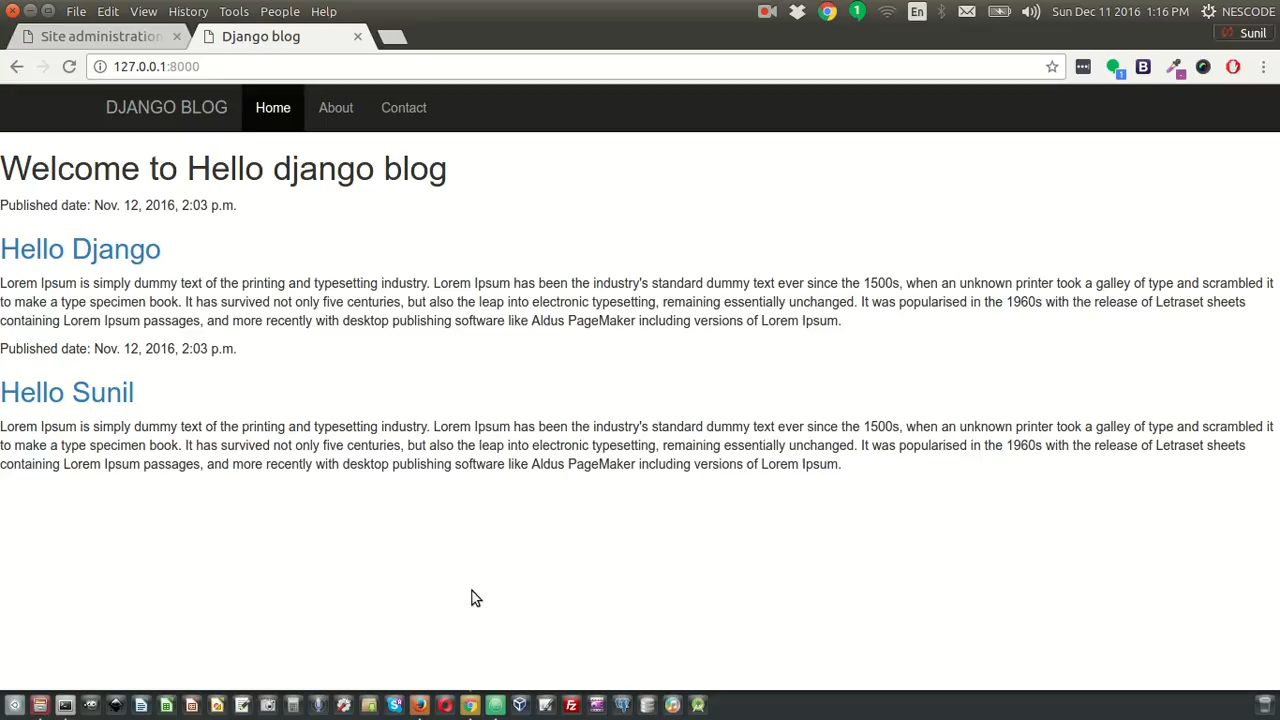 File Edit View History Tools People Help
En
Sun Dec 11 2016 1:16 PM
NESCODE
Site administration
Django blog
Sunil
127.0.0.1:8000
DJANGO BLOG Home About Contact
Welcome to Hello django blog
Published date: Nov. 12, 2016, 2:03 p.m.
Hello Django
Lorem Ipsum is simply dummy text of the printing and typesetting industry. Lorem Ipsum has been the industry's standard dummy text ever since the 1500s, when an unknown printer took a galley of type and scrambled it
to make a type specimen book. It has survived not only five centuries, but also the leap into electronic typesetting, remaining essentially unchanged. It was popularised in the 1960s with the release of Letraset sheets
containing Lorem Ipsum passages, and more recently with desktop publishing software like Aldus PageMaker including versions of Lorem Ipsum.
Published date: Nov. 12, 2016, 2:03 p.m.
Hello Sunil
Lorem Ipsum is simply dummy text of the printing and typesetting industry. Lorem Ipsum has been the industry's standard dummy text ever since the 1500s, when an unknown printer took a galley of type and scrambled it
to make a type specimen book. It has survived not only five centuries, but also the leap into electronic typesetting, remaining essentially unchanged. It was popularised in the 1960s with the release of Letraset sheets
containing Lorem Ipsum passages, and more recently with desktop publishing software like Aldus PageMaker including versions of Lorem Ipsum.